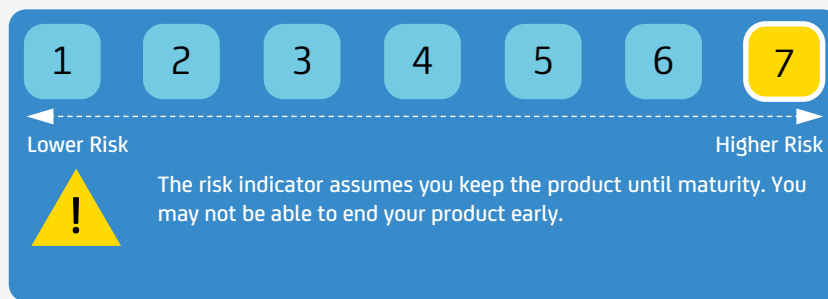 1 2 3 4 5 6 7
Lower Risk Higher Risk
! The risk indicator assumes you keep the product until maturity. You
may not be able to end your product early.